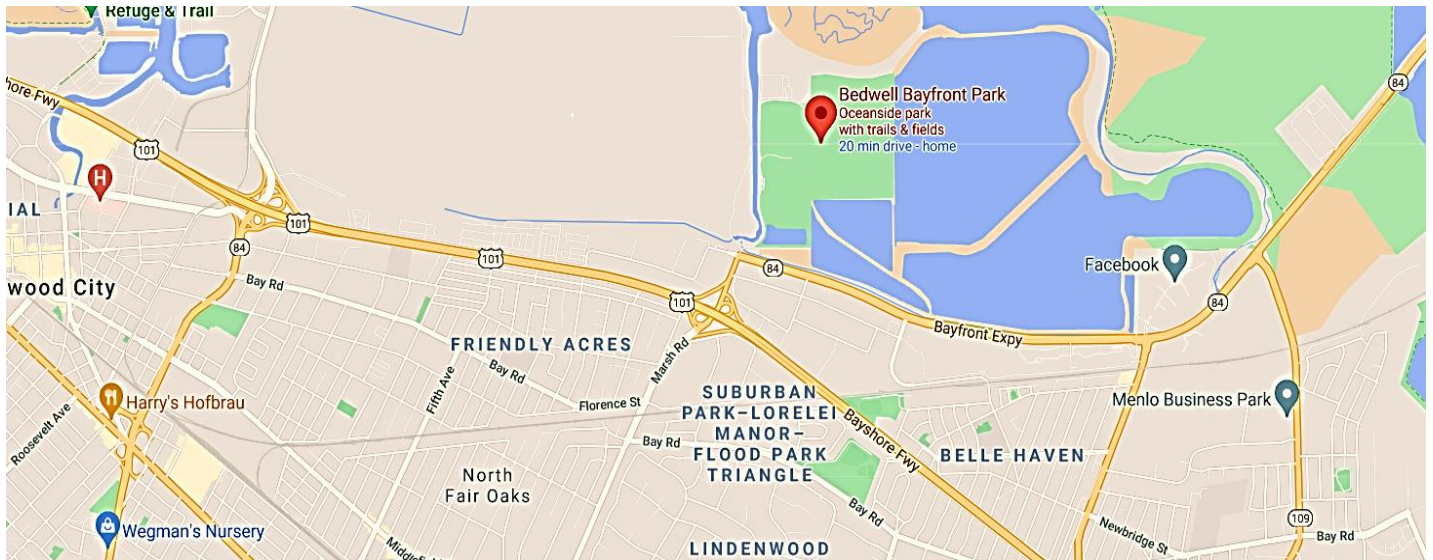 Refuge & Trail
hore Fwy
101
H
IAL
84
wood City
101
Bay Rd
101
101
84
Bedwell Bayfront Park
Oceanside park
with trails & fields
20 min drive - home
84
84
Facebook
Bayfront Expy
FRIENDLY ACRES
Marsh Rd
Fifth Ave
Bay Rd
Florence St
Harry's Hofbrau
Roosevelt Ave
SUBURBAN
PARK–LORELEI
MANOR–
FLOOD PARK
TRIANGLE
Bayshore Fwy
Menlo Business Park
BELLE HAVEN
Bay Rd
North
Fair Oaks
Bay Rd
Newbridge St
109
Bay Rd
Wegman's Nursery
Middlefi
LINDENWOOD